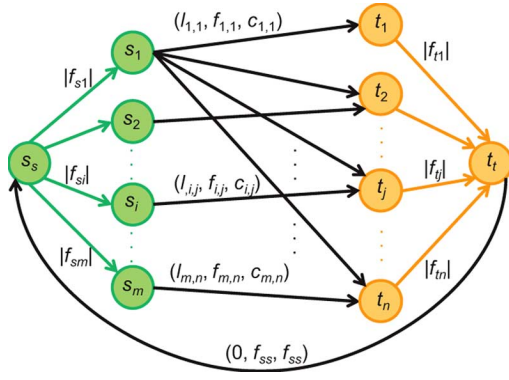 (l1,1, f1,1, c1,1)
t1
s1
|fs1|
|ft1|
t2
s2
ss
tt
|fsi|
(l,i,j, fi,j, ci,j)
tj
|ftj|
si
(lm,n, fm,n, cm,n)
|fsm|
|ftn|
sm
tn
(0, fss, fss)